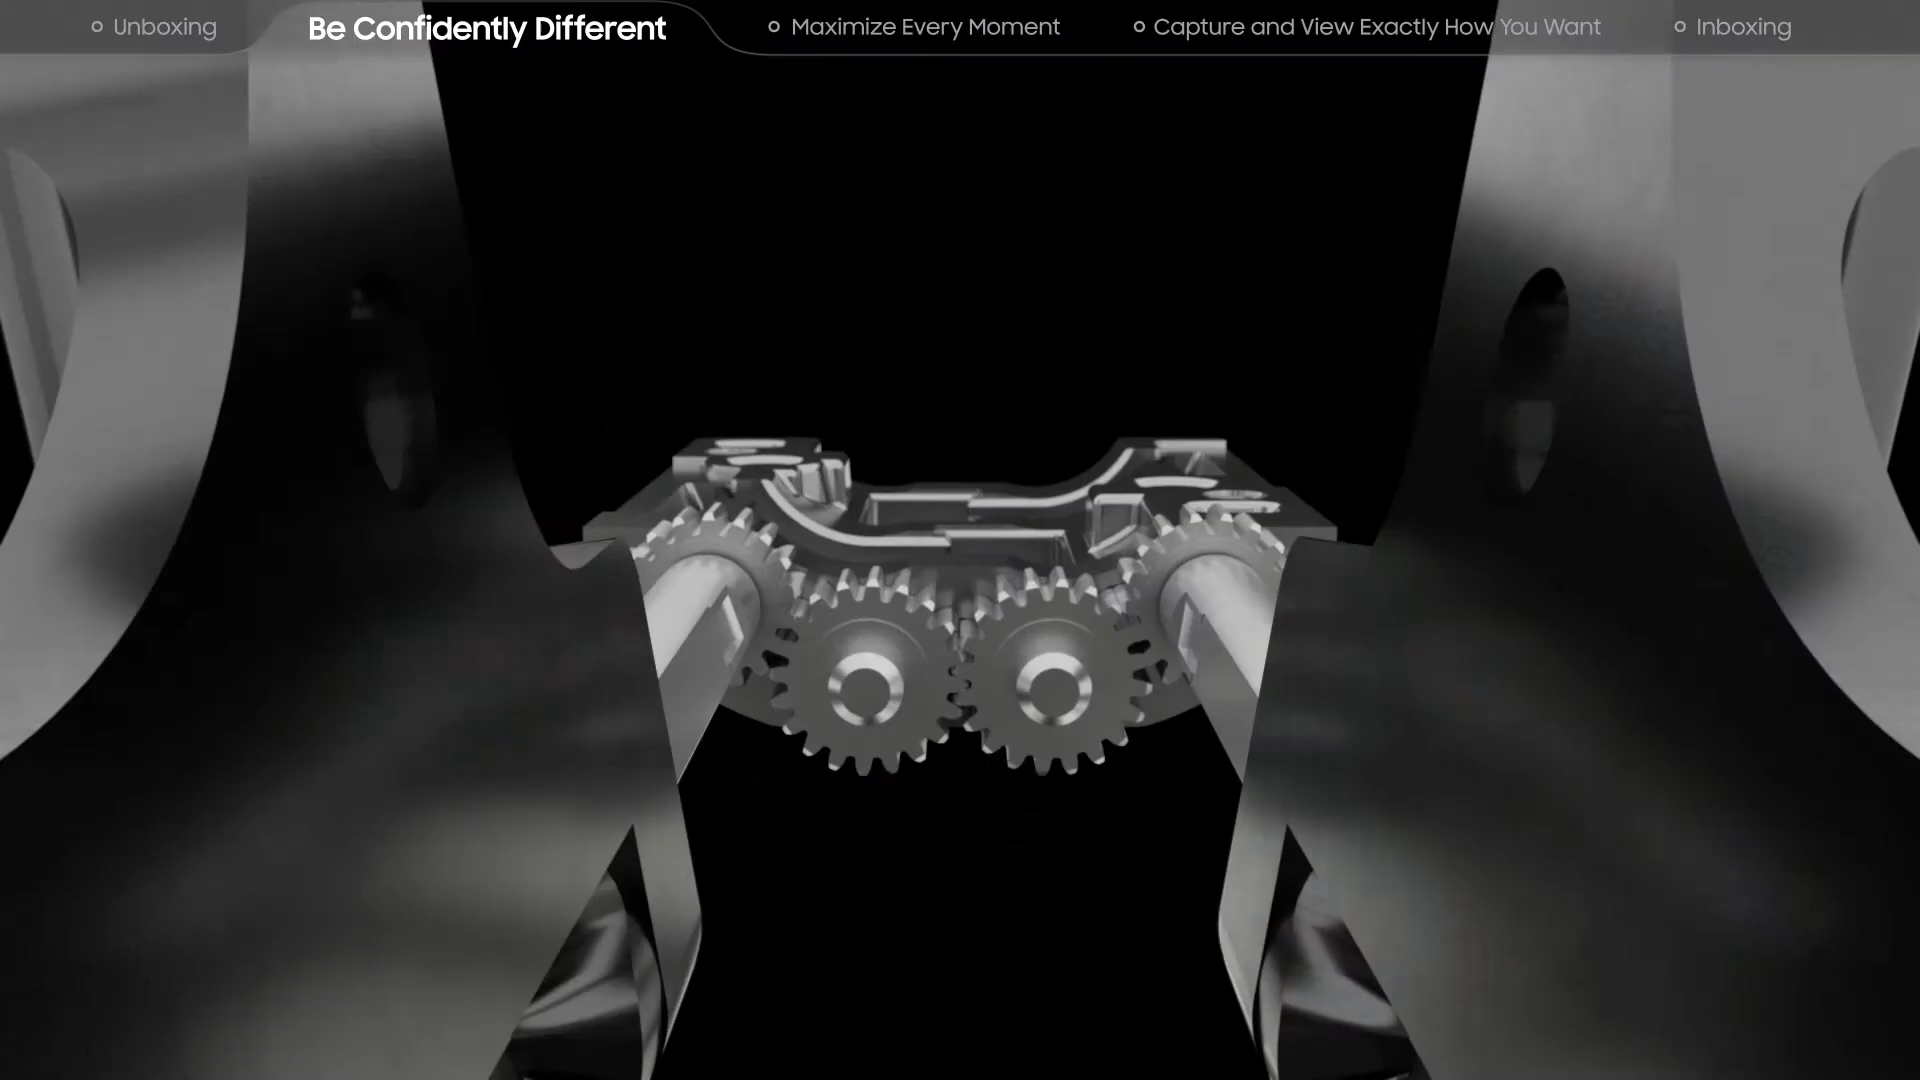 Unboxing
Be Confidently Different
Maximize Every Moment
Capture and View Exactly How You Want
Inboxing